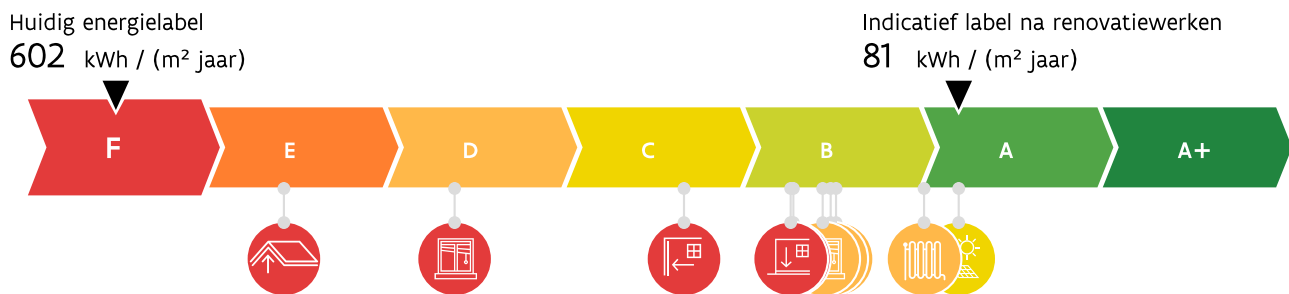 Huidig energielabel
602 kWh / (m² jaar)
Indicatief label na renovatiewerken
81 kWh / (m² jaar)
F E D C B A A+